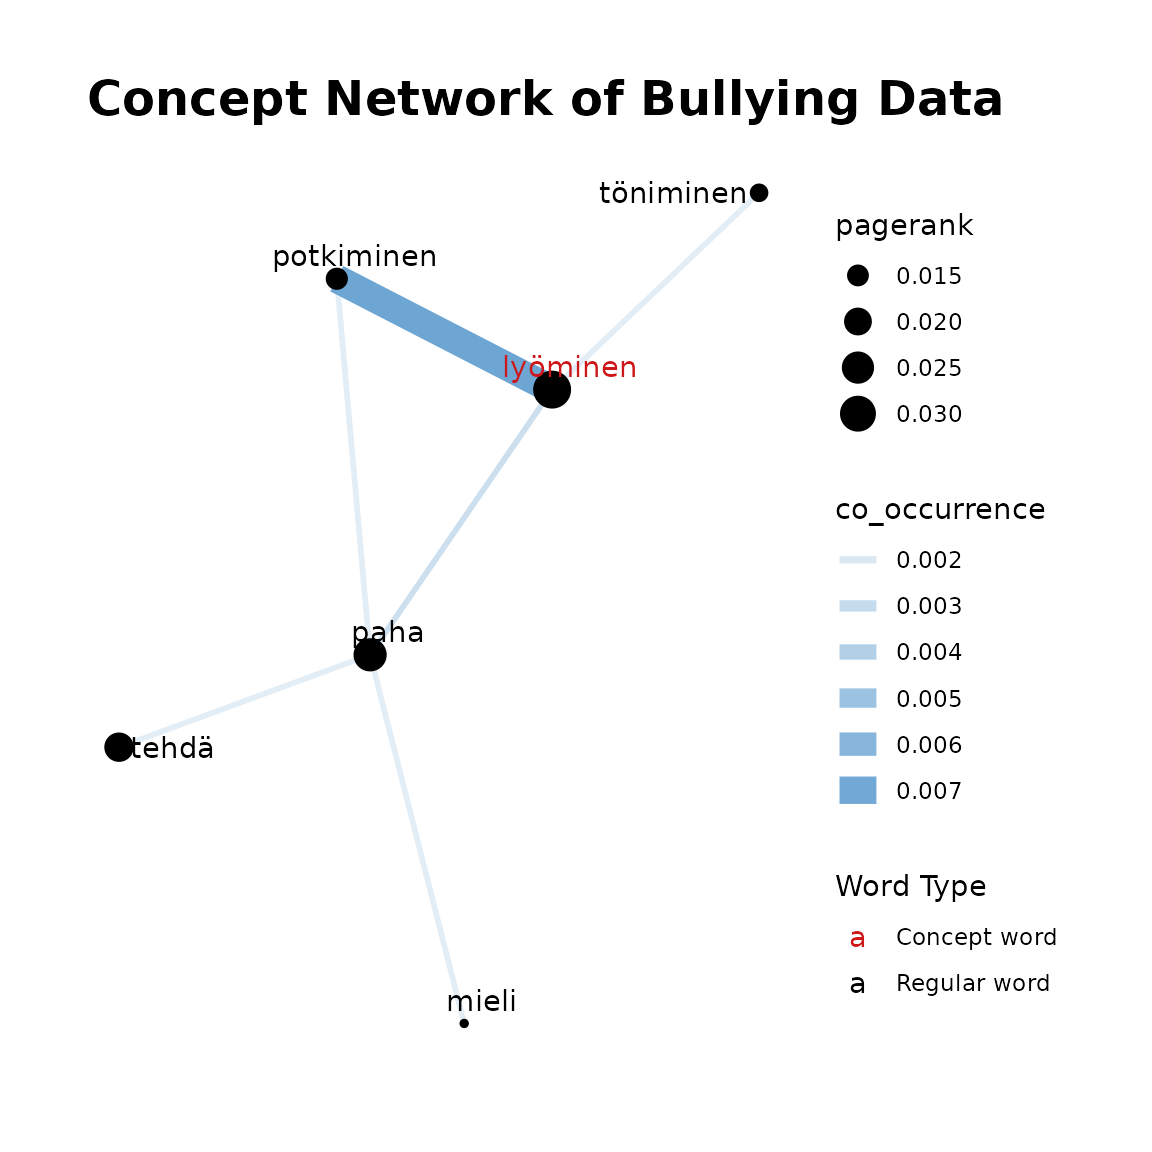 Concept Network of Bullying Data
töniminen
potkiminen
lyöminen
paha
tehdä
mieli
pagerank
0.015
0.020
0.025
0.030
co_occurrence
0.002
0.003
0.004
0.005
0.006
0.007
Word Type
a Concept word
a Regular word